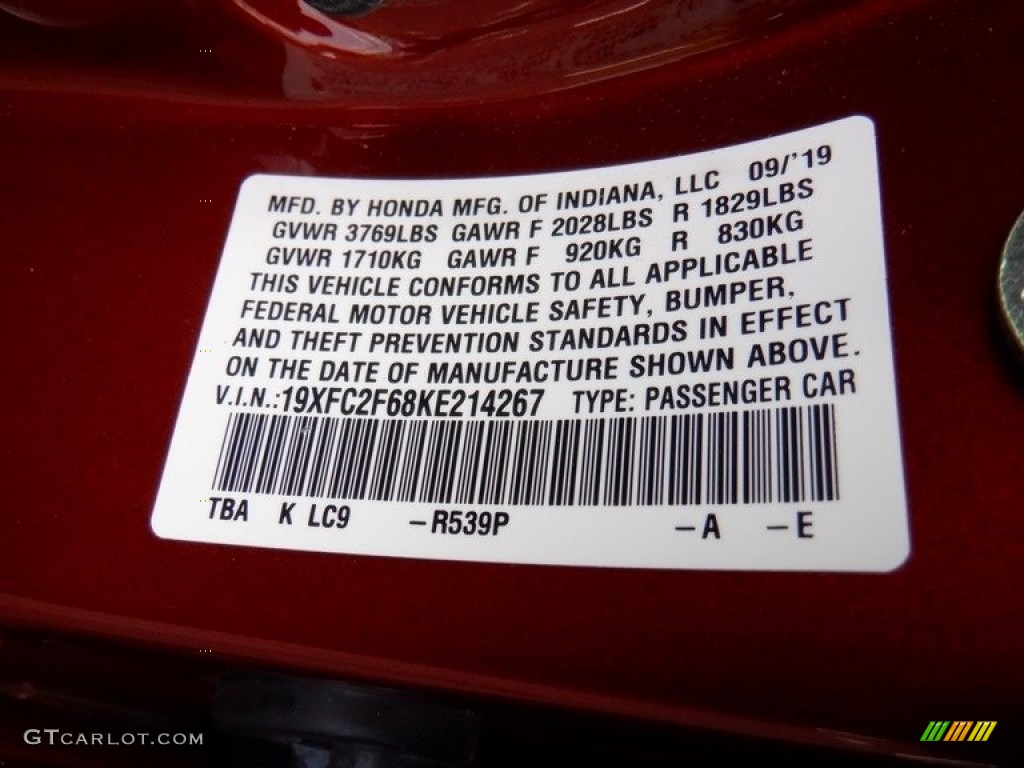 MFD. BY HONDA MFG. OF INDIANA, LLC 09/'19
GVWR 3769LBS GAWR F 2028LBS R 1829LBS
GVWR 1710KG GAWR F 920KG R 830KG
THIS VEHICLE CONFORMS TO ALL APPLICABLE
FEDERAL MOTOR VEHICLE SAFETY, BUMPER,
AND THEFT PREVENTION STANDARDS IN EFFECT
ON THE DATE OF MANUFACTURE SHOWN ABOVE.
V.I.N.:19XFC2F68KE214267 TYPE: PASSENGER CAR
TBA K LC9 –R539P –A –E
GTCARLOT.COM